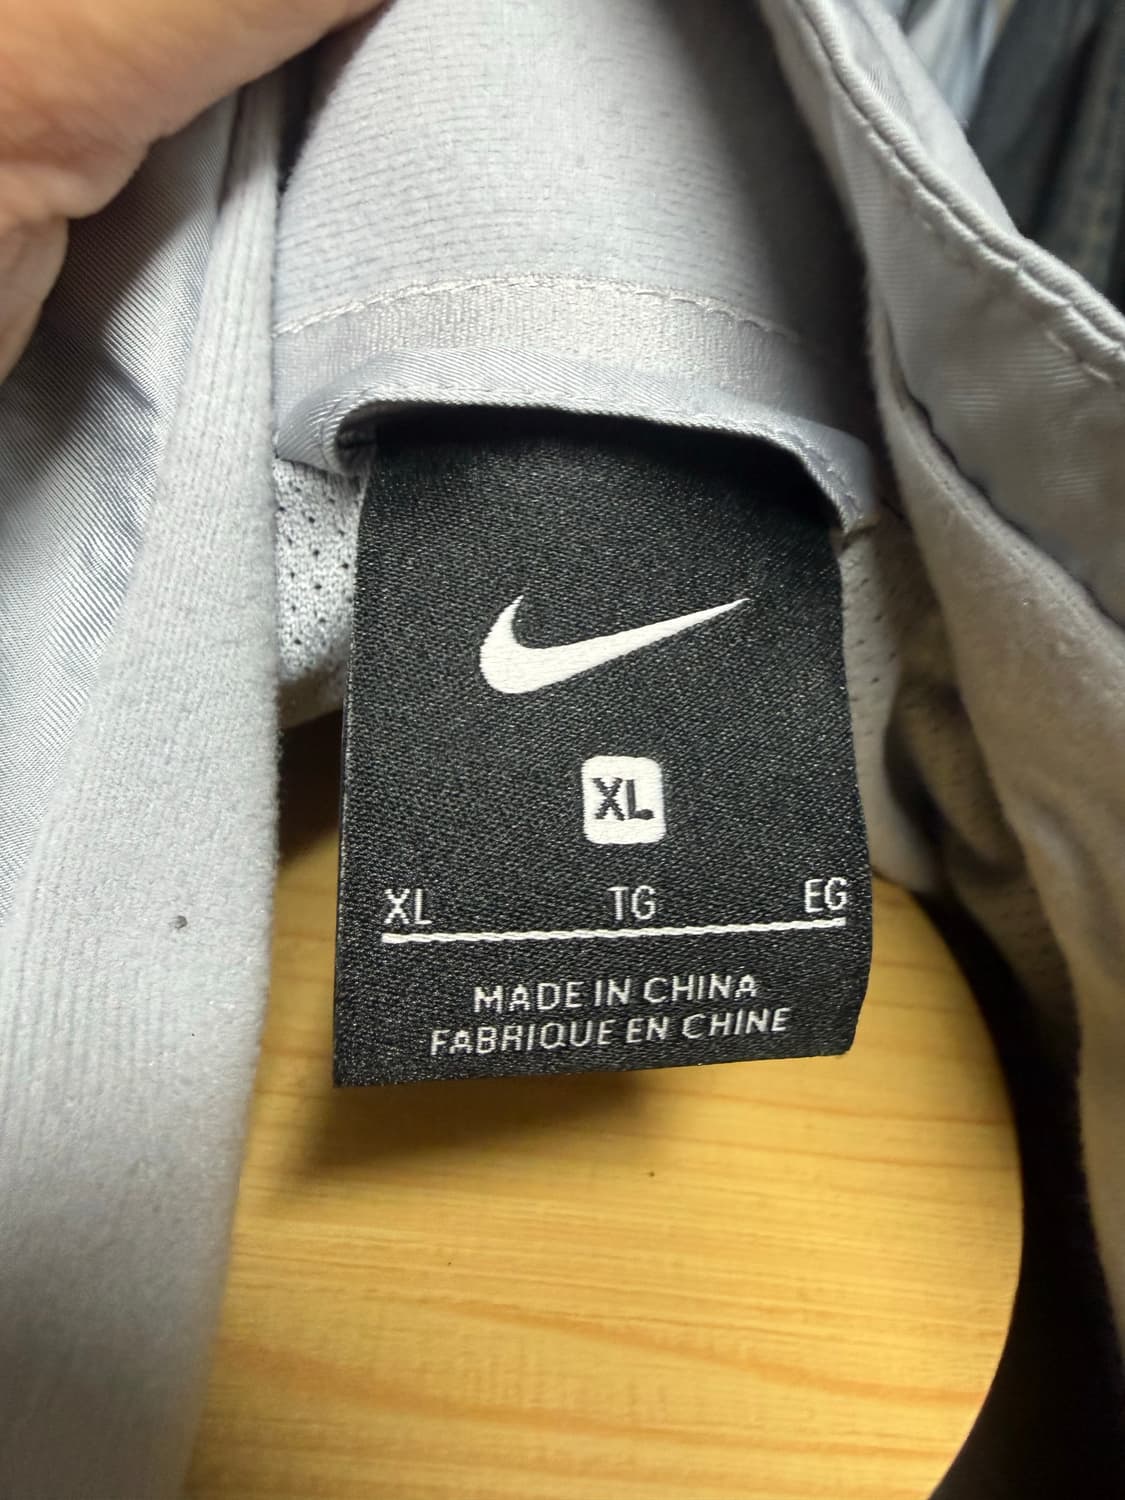 XL
XL TG EG
MADE IN CHINA
FABRIQUE EN CHINE